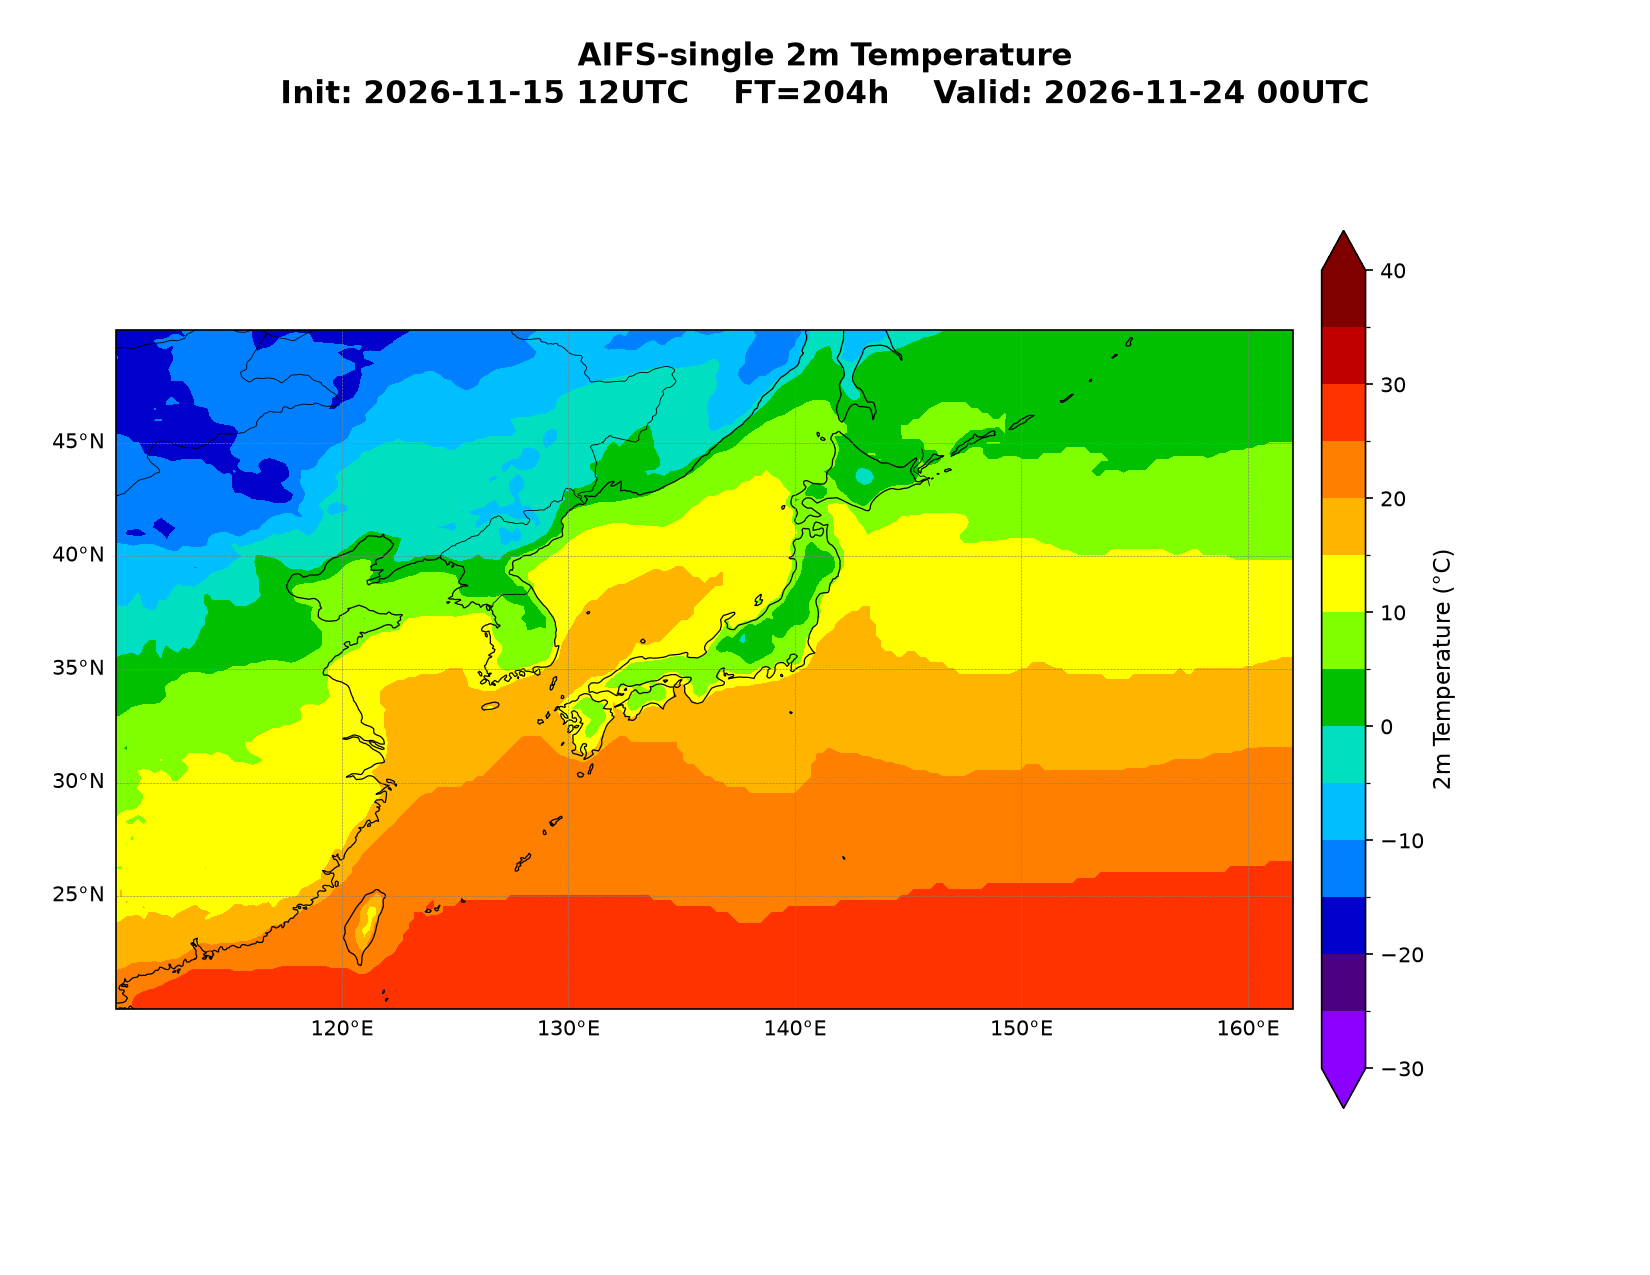 AIFS-single 2m Temperature
Init: 2026-11-15 12UTC    FT=204h    Valid: 2026-11-24 00UTC
45°N
40°N
35°N
30°N
25°N
120°E
130°E
140°E
150°E
160°E
40
30
20
10
0
−10
−20
−30
2m Temperature (°C)